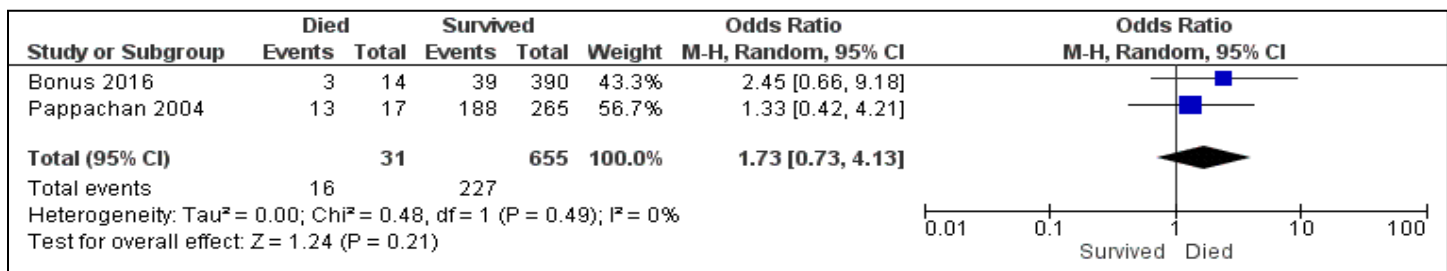 Died Survived Odds Ratio Odds Ratio
Study or Subgroup Events Total Events Total Weight M-H, Random, 95% CI M-H, Random, 95% CI
Bonus 2016 3 14 39 390 43.3% 2.45 [0.66, 9.18]
Pappachan 2004 13 17 188 265 56.7% 1.33 [0.42, 4.21]
Total (95% CI) 31 655 100.0% 1.73 [0.73, 4.13]
Total events 16 227
Heterogeneity: Tau² = 0.00; Chi² = 0.48, df = 1 (P = 0.49); I² = 0%
Test for overall effect: Z = 1.24 (P = 0.21)
0.01 0.1 1 10 100
Survived Died